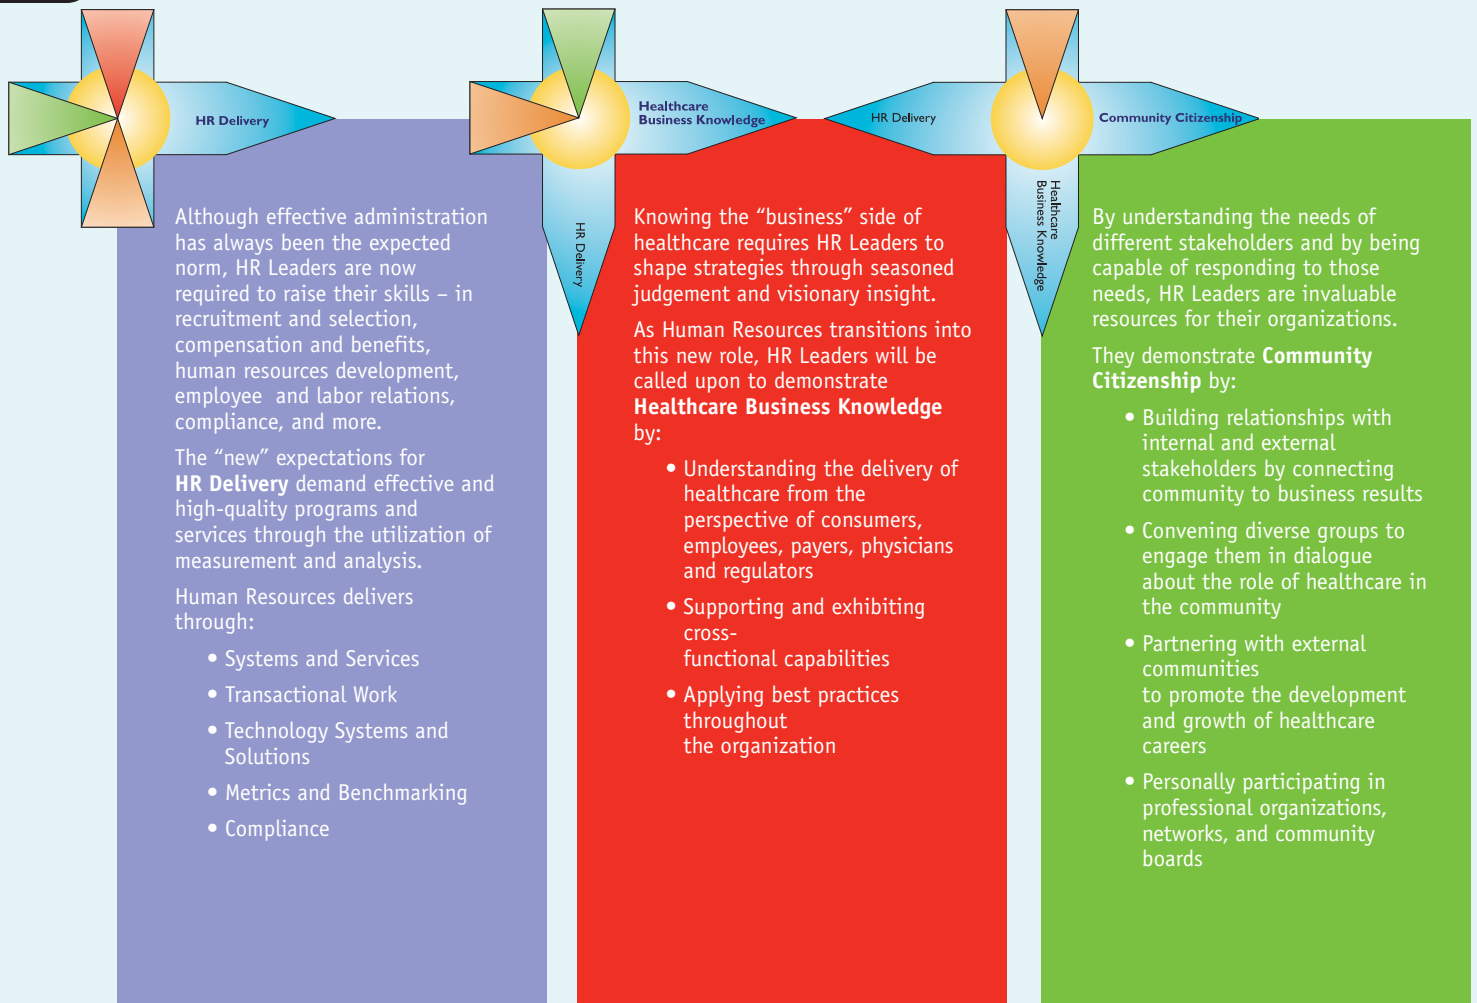 HR Delivery
Although effective administration
has always been the expected
norm, HR Leaders are now
required to raise their skills – in
recruitment and selection,
compensation and benefits,
human resources development,
employee  and labor relations,
compliance, and more.
The “new” expectations for
HR Delivery demand effective and
high-quality programs and
services through the utilization of
measurement and analysis.
Human Resources delivers
through:
• Systems and Services
• Transactional Work
• Technology Systems and
Solutions
• Metrics and Benchmarking
• Compliance
Healthcare
Business Knowledge
HR Delivery
Knowing the “business” side of
healthcare requires HR Leaders to
shape strategies through seasoned
judgement and visionary insight.
As Human Resources transitions into
this new role, HR Leaders will be
called upon to demonstrate
Healthcare Business Knowledge
by:
• Understanding the delivery of
healthcare from the
perspective of consumers,
employees, payers, physicians
and regulators
• Supporting and exhibiting
cross-
functional capabilities
• Applying best practices
throughout
the organization
HR Delivery
Community Citizenship
Healthcare
Business Knowledge
By understanding the needs of
different stakeholders and by being
capable of responding to those
needs, HR Leaders are invaluable
resources for their organizations.
They demonstrate Community
Citizenship by:
• Building relationships with
internal and external
stakeholders by connecting
community to business results
• Convening diverse groups to
engage them in dialogue
about the role of healthcare in
the community
• Partnering with external
communities
to promote the development
and growth of healthcare
careers
• Personally participating in
professional organizations,
networks, and community
boards